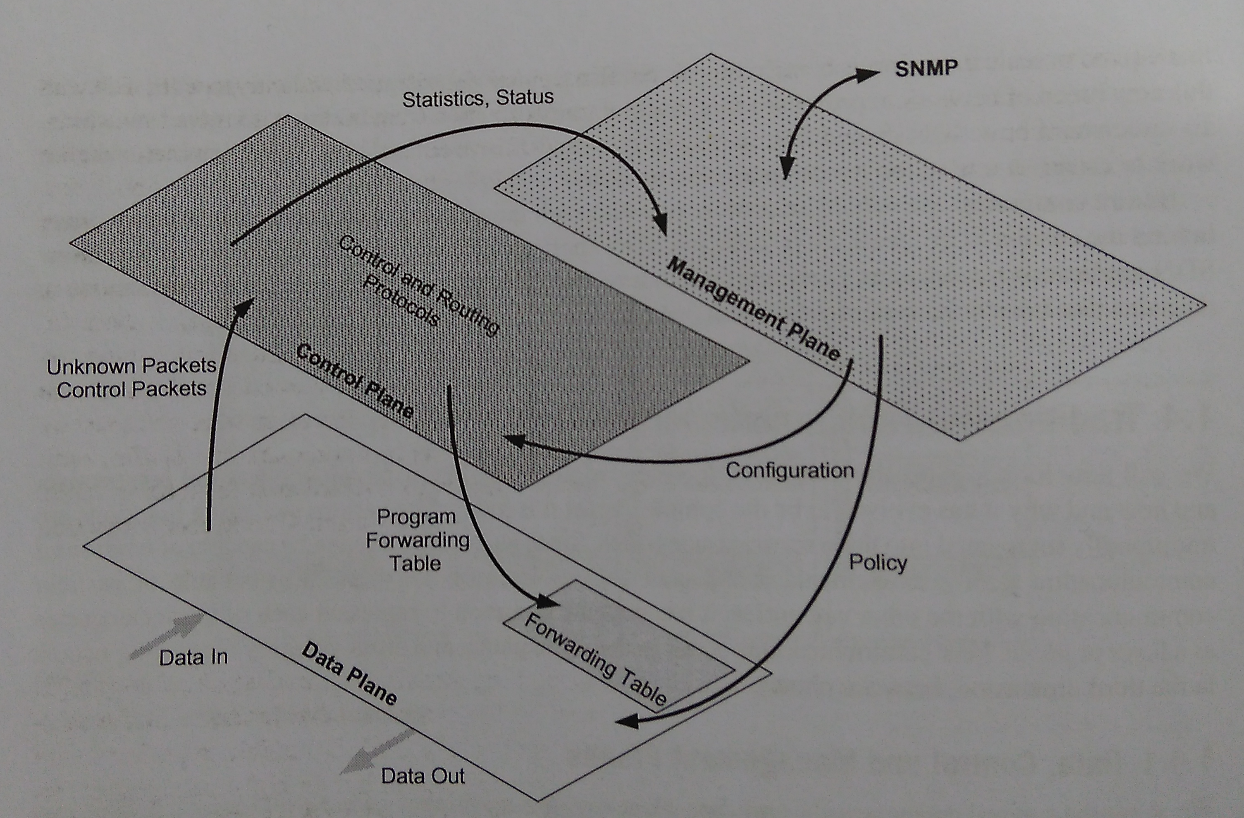 SNMP
Statistics, Status
Control and Routing
Protocols
Management Plane
Control Plane
Unknown Packets
Control Packets
Configuration
Program
Forwarding
Table
Policy
Forwarding Table
Data In
Data Plane
Data Out